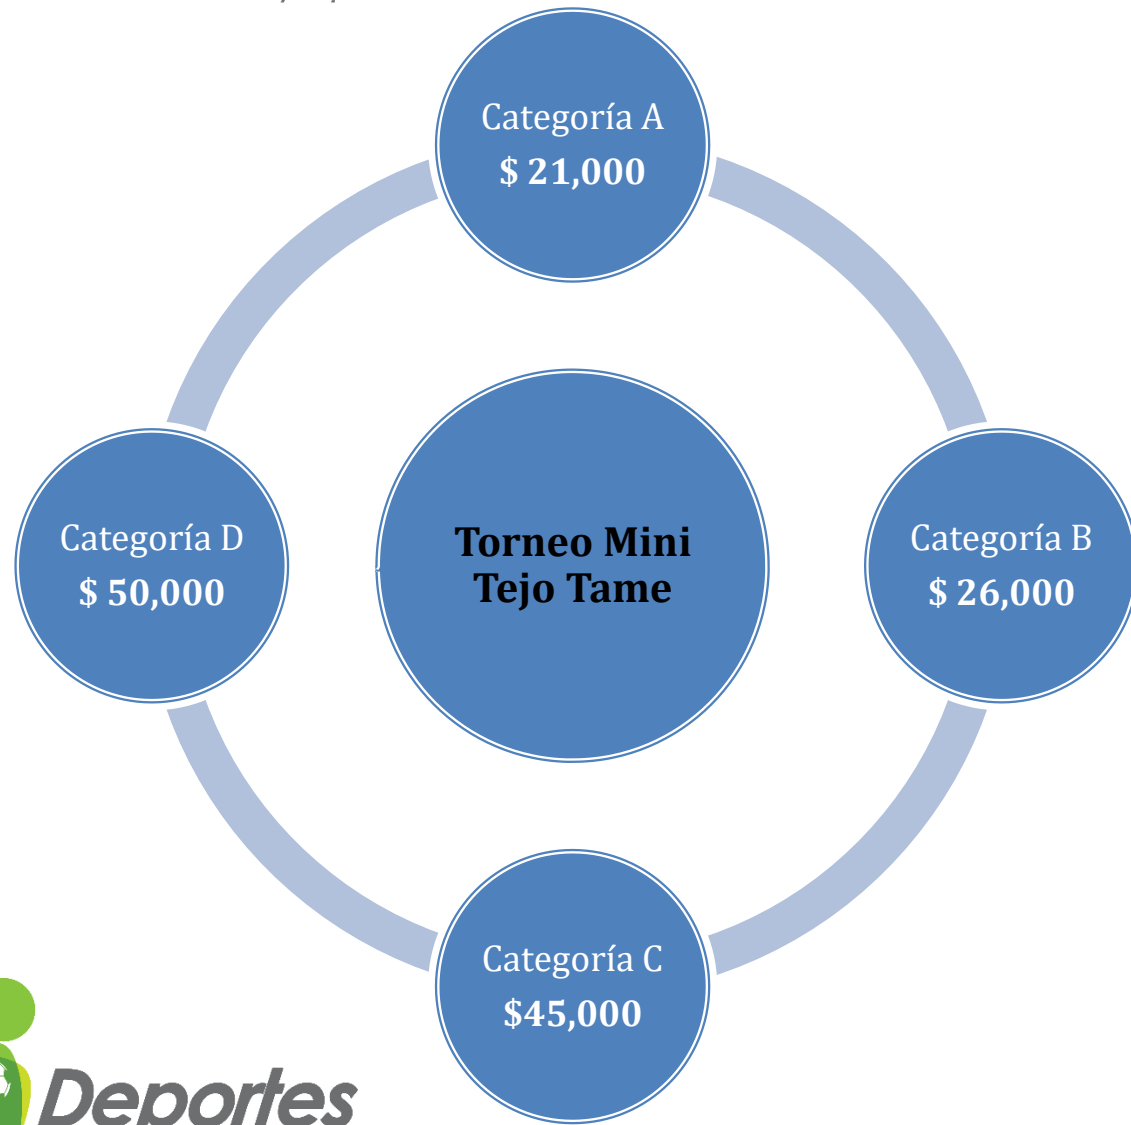 Categoría A
$ 21,000
Categoría D
$ 50,000
Torneo Mini
Tejo Tame
Categoría B
$ 26,000
Categoría C
$45,000
Deportes